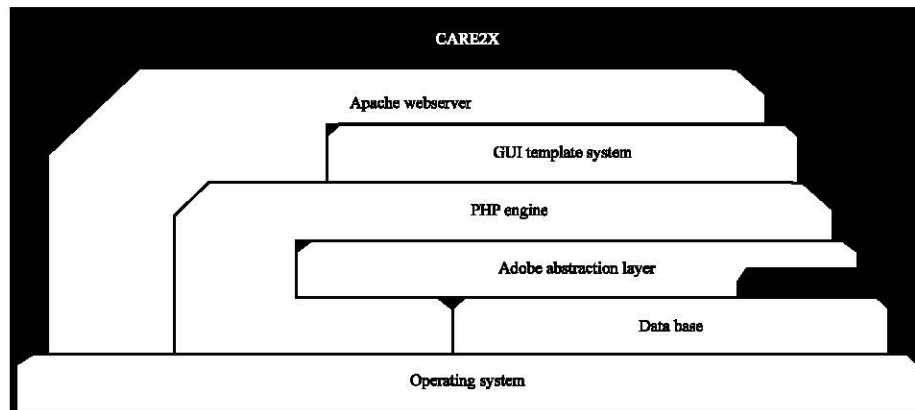 CARE2X
Apache webserver
GUI template system
PHP engine
Adobe abstraction layer
Data base
Operating system